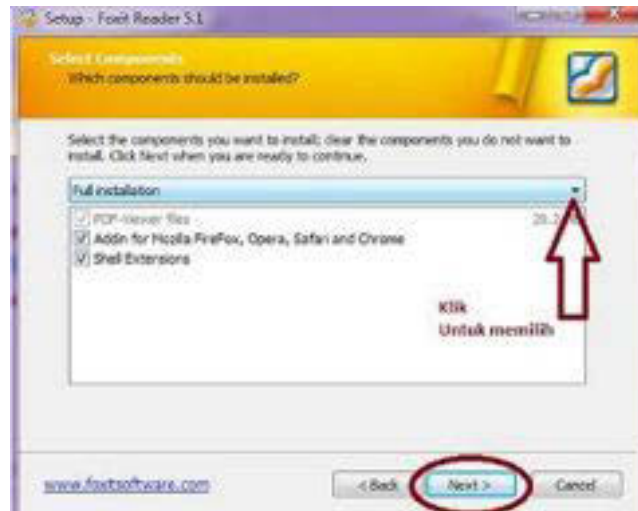 Setup - Foxit Reader 5.1
Select Components
Which components should be installed?
Select the components you want to install; clear the components you do not want to
install. Click Next when you are ready to continue.
Full installation
PDF-viewer files
Addin for Mozilla FireFox, Opera, Safari and Chrome
Shell Extensions
Klik
Untuk memilih
www.foxitsoftware.com
< Back
Next >
Cancel